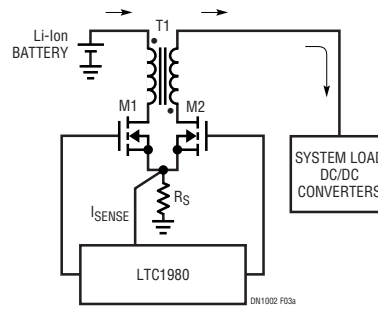 T1
Li-Ion
BATTERY
M1
M2
SYSTEM LOAD
DC/DC
CONVERTERS
RS
ISENSE
LTC1980
DN1002 F03a